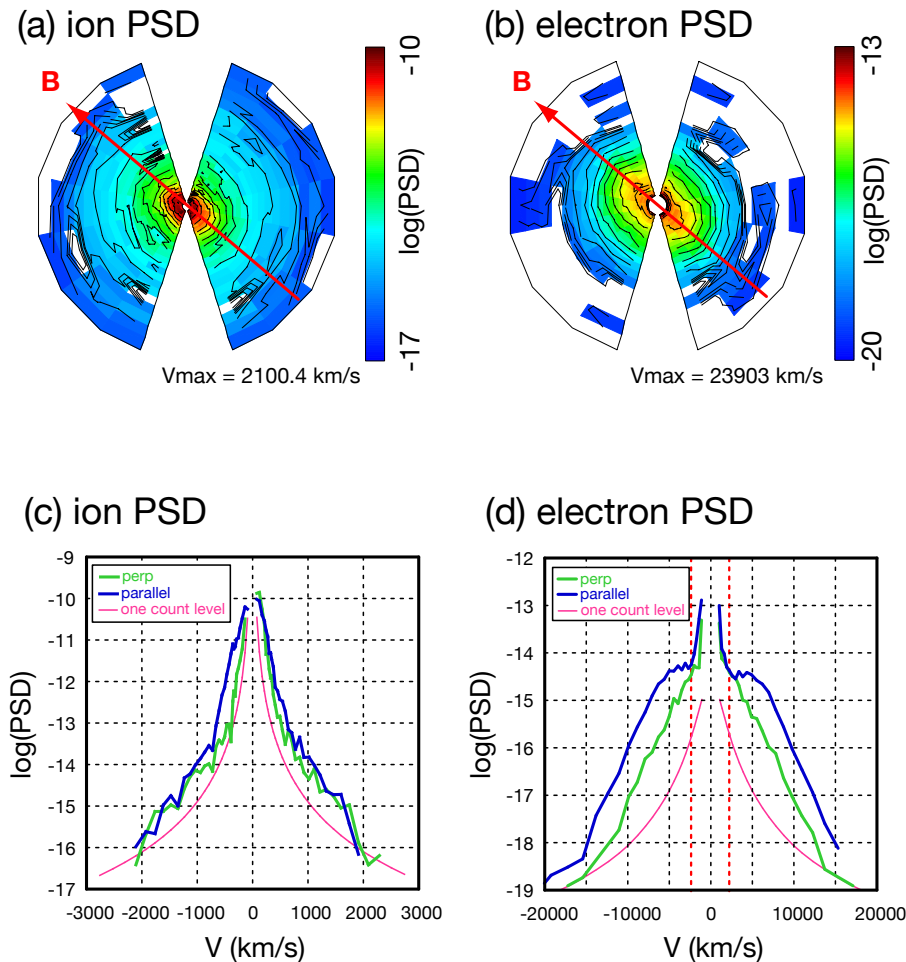 (a) ion PSD
B
-10
log(PSD)
-17
Vmax = 2100.4 km/s
(b) electron PSD
B
-13
log(PSD)
-20
Vmax = 23903 km/s
(c) ion PSD
-9
-10
-11
-12
-13
-14
-15
-16
-17
log(PSD)
perp
parallel
one count level
-3000 -2000 -1000 0 1000 2000 3000
V (km/s)
(d) electron PSD
-12
-13
-14
-15
-16
-17
-18
-19
log(PSD)
perp
parallel
one count level
-20000 -10000 0 10000 20000
V (km/s)